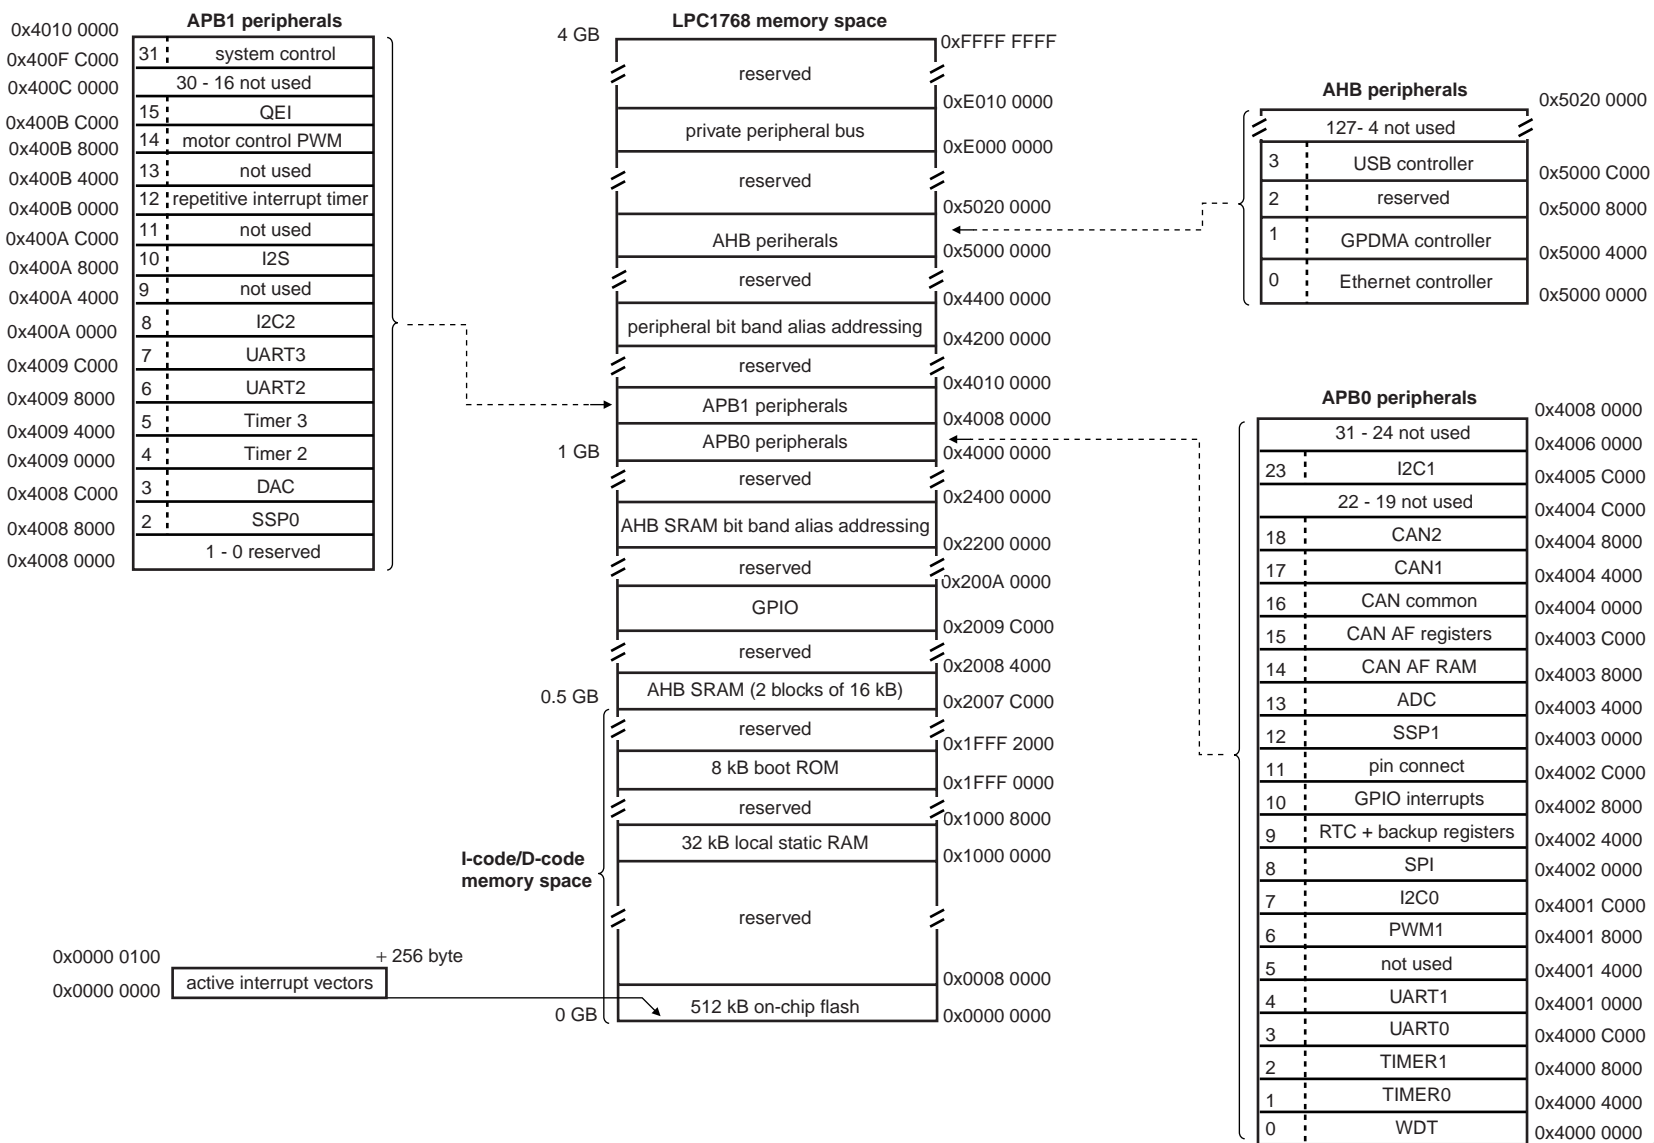 APB1 peripherals
0x4010 0000
31 system control
0x400F C000
30 - 16 not used
0x400C 0000
15 QEI
0x400B C000
14 motor control PWM
0x400B 8000
13 not used
0x400B 4000
12 repetitive interrupt timer
0x400B 0000
11 not used
0x400A C000
10 I2S
0x400A 8000
9 not used
0x400A 4000
8 I2C2
0x400A 0000
7 UART3
0x4009 C000
6 UART2
0x4009 8000
5 Timer 3
0x4009 4000
4 Timer 2
0x4009 0000
3 DAC
0x4008 C000
2 SSP0
0x4008 8000
1 - 0 reserved
0x4008 0000
LPC1768 memory space
4 GB
0xFFFF FFFF
reserved
0xE010 0000
private peripheral bus
0xE000 0000
reserved
0x5020 0000
AHB periherals
0x5000 0000
reserved
0x4400 0000
peripheral bit band alias addressing
0x4200 0000
reserved
0x4010 0000
APB1 peripherals
0x4008 0000
APB0 peripherals
1 GB
0x4000 0000
reserved
0x2400 0000
AHB SRAM bit band alias addressing
0x2200 0000
reserved
0x200A 0000
GPIO
0x2009 C000
reserved
0x2008 4000
AHB SRAM (2 blocks of 16 kB)
0.5 GB
0x2007 C000
reserved
0x1FFF 2000
8 kB boot ROM
0x1FFF 0000
reserved
0x1000 8000
32 kB local static RAM
0x1000 0000
I-code/D-code
memory space
reserved
0x0008 0000
512 kB on-chip flash
0 GB
0x0000 0000
0x0000 0100
+ 256 byte
active interrupt vectors
0x0000 0000
AHB peripherals
0x5020 0000
127- 4 not used
3 USB controller
0x5000 C000
2 reserved
0x5000 8000
1 GPDMA controller
0x5000 4000
0 Ethernet controller
0x5000 0000
APB0 peripherals
0x4008 0000
31 - 24 not used
0x4006 0000
23 I2C1
0x4005 C000
22 - 19 not used
0x4004 C000
18 CAN2
0x4004 8000
17 CAN1
0x4004 4000
16 CAN common
0x4004 0000
15 CAN AF registers
0x4003 C000
14 CAN AF RAM
0x4003 8000
13 ADC
0x4003 4000
12 SSP1
0x4003 0000
11 pin connect
0x4002 C000
10 GPIO interrupts
0x4002 8000
9 RTC + backup registers
0x4002 4000
8 SPI
0x4002 0000
7 I2C0
0x4001 C000
6 PWM1
0x4001 8000
5 not used
0x4001 4000
4 UART1
0x4001 0000
3 UART0
0x4000 C000
2 TIMER1
0x4000 8000
1 TIMER0
0x4000 4000
0 WDT
0x4000 0000